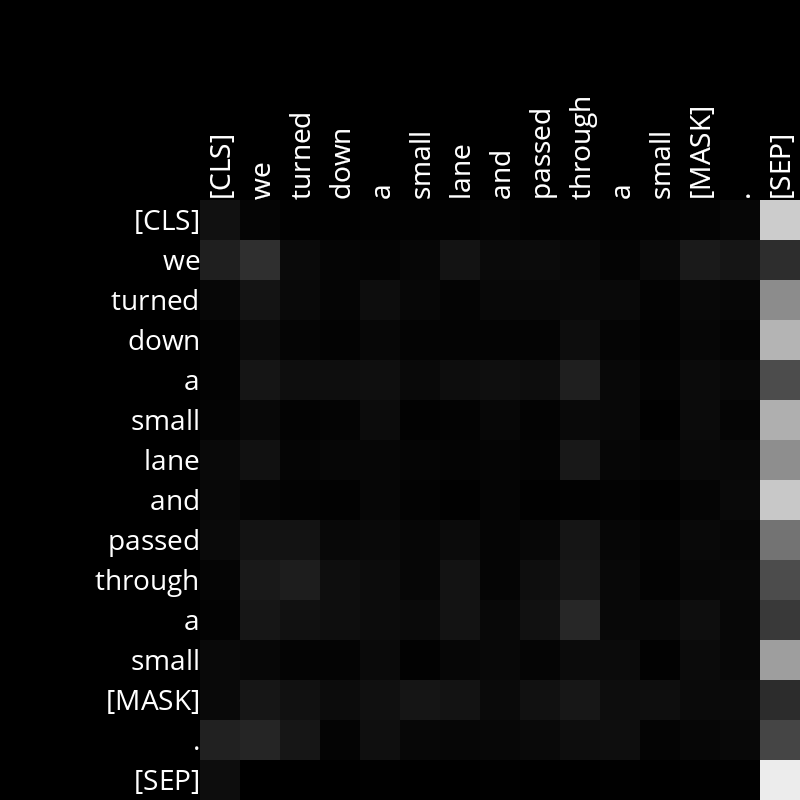 [CLS] we turned down a small lane and passed through a small [MASK] . [SEP]
[CLS]
we
turned
down
a
small
lane
and
passed
through
a
small
[MASK]
.
[SEP]